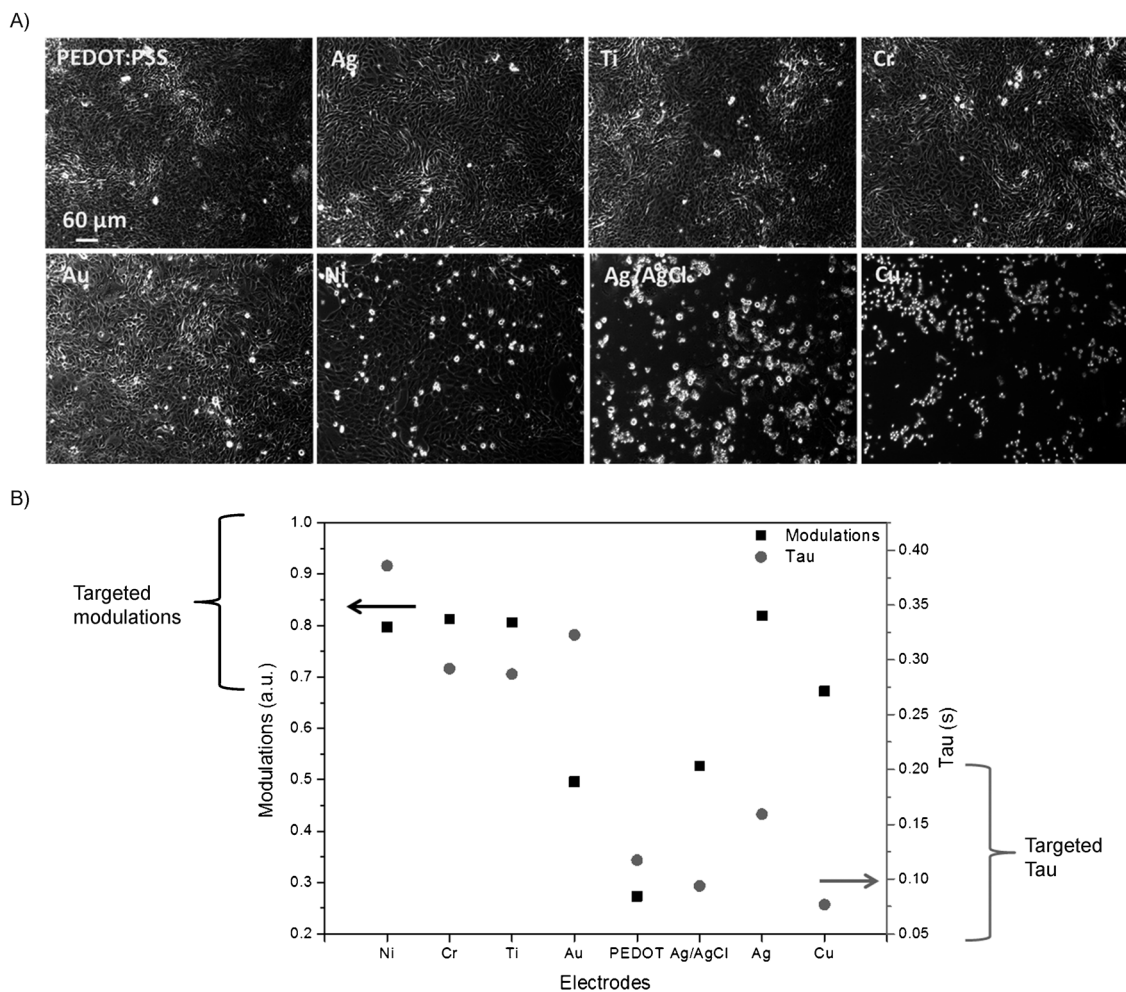 A)
PEDOT:PSS
Ag
Ti
Cr
60 µm
Au
Ni
Ag/AgCl
Cu
B)
Targeted
modulations
Modulations (a.u.)
1.0
0.9
0.8
0.7
0.6
0.5
0.4
0.3
0.2
Modulations
Tau
0.40
0.35
0.30
0.25
0.20
0.15
0.10
0.05
Tau (s)
Targeted
Tau
Ni Cr Ti Au PEDOT Ag/AgCl Ag Cu
Electrodes